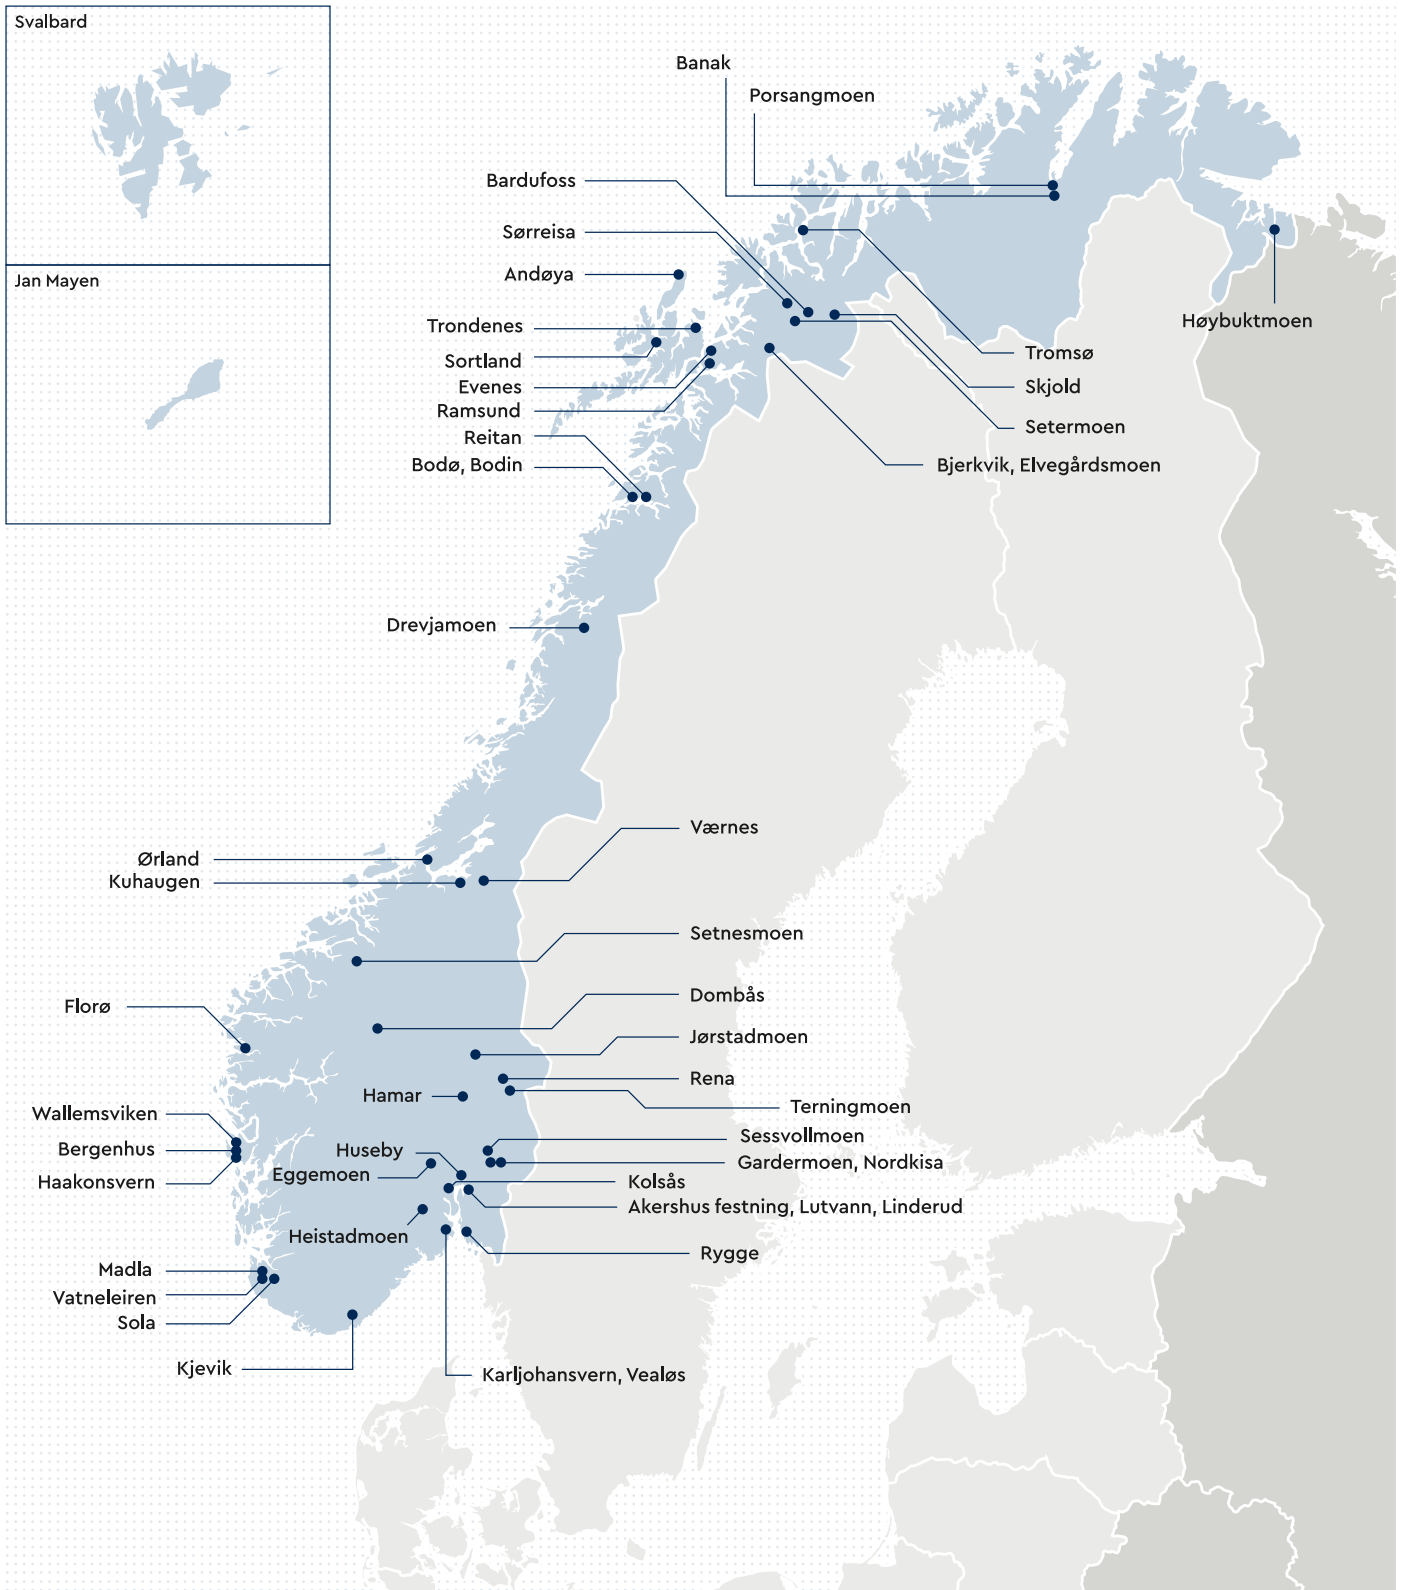 Svalbard
Jan Mayen
Banak
Porsangmoen
Bardufoss
Sørreisa
Andøya
Trondenes
Sortland
Evenes
Ramsund
Reitan
Bodø, Bodin
Høybuktmoen
Tromsø
Skjold
Setermoen
Bjerkvik, Elvegårdsmoen
Drevjamoen
Værnes
Ørland
Kuhaugen
Setnesmoen
Dombås
Florø
Jørstadmoen
Rena
Hamar
Terningmoen
Wallemsviken
Bergenhus
Haakonsvern
Sessvollmoen
Huseby
Gardermoen, Nordkisa
Eggemoen
Kolsås
Akershus festning, Lutvann, Linderud
Heistadmoen
Rygge
Madla
Vatneleiren
Sola
Kjevik
Karljohansvern, Vealøs